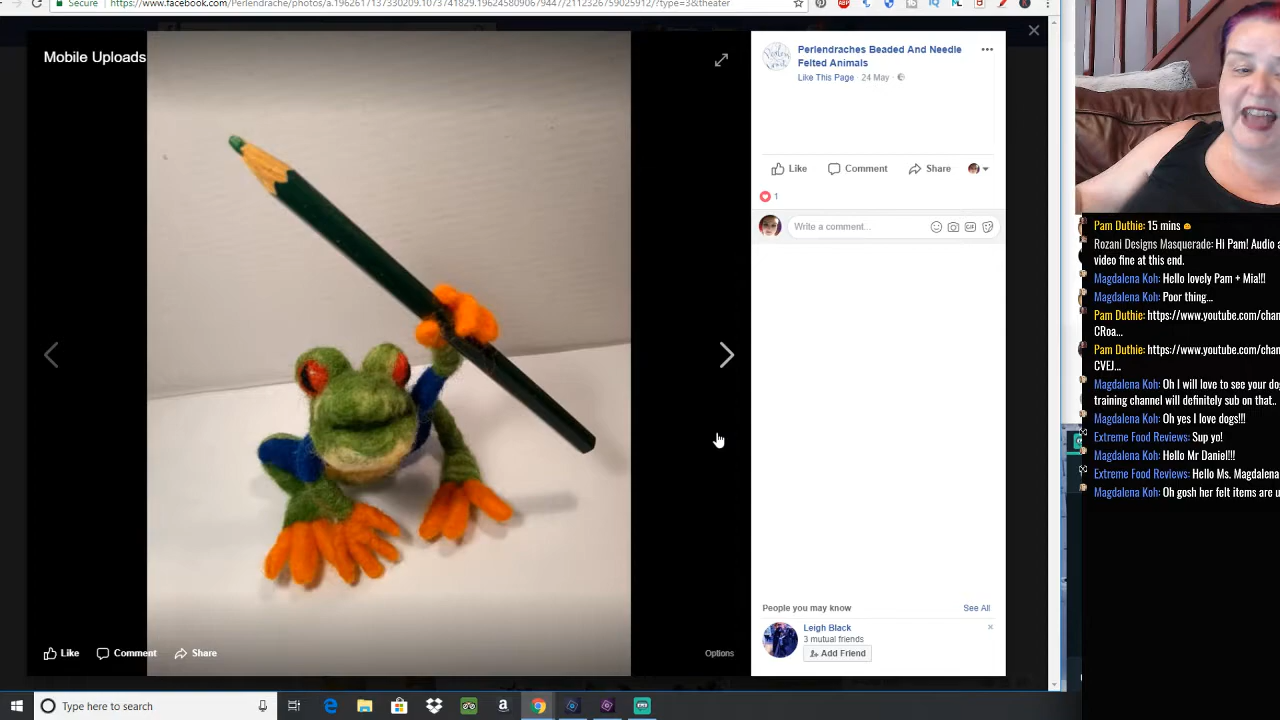 Secure https://www.facebook.com/Perlendrache/photos/a.1962617137330209.1073741829.1962458090679447/2112326759025912/?type=3&theater
Mobile Uploads
Perlendraches Beaded And Needle
Felted Animals
Like This Page · 24 May ·
Like Comment Share
1
Write a comment...
GIF
People you may know See All
Leigh Black
3 mutual friends
Add Friend
Like Comment Share Options
Pam Duthie: 15 mins
Rozani Designs Masquerade: Hi Pam! Audio a
video fine at this end.
Magdalena Koh: Hello lovely Pam + Mia!!!
Magdalena Koh: Poor thing...
Pam Duthie: https://www.youtube.com/chan
CRoa...
Pam Duthie: https://www.youtube.com/chan
CVEJ...
Magdalena Koh: Oh I will love to see your dog
training channel will definitely sub on that..
Magdalena Koh: Oh yes I love dogs!!!
Extreme Food Reviews: Sup yo!
Magdalena Koh: Hello Mr Daniel!!!
Extreme Food Reviews: Hello Ms. Magdalena
Magdalena Koh: Oh gosh her felt items are u
Type here to search